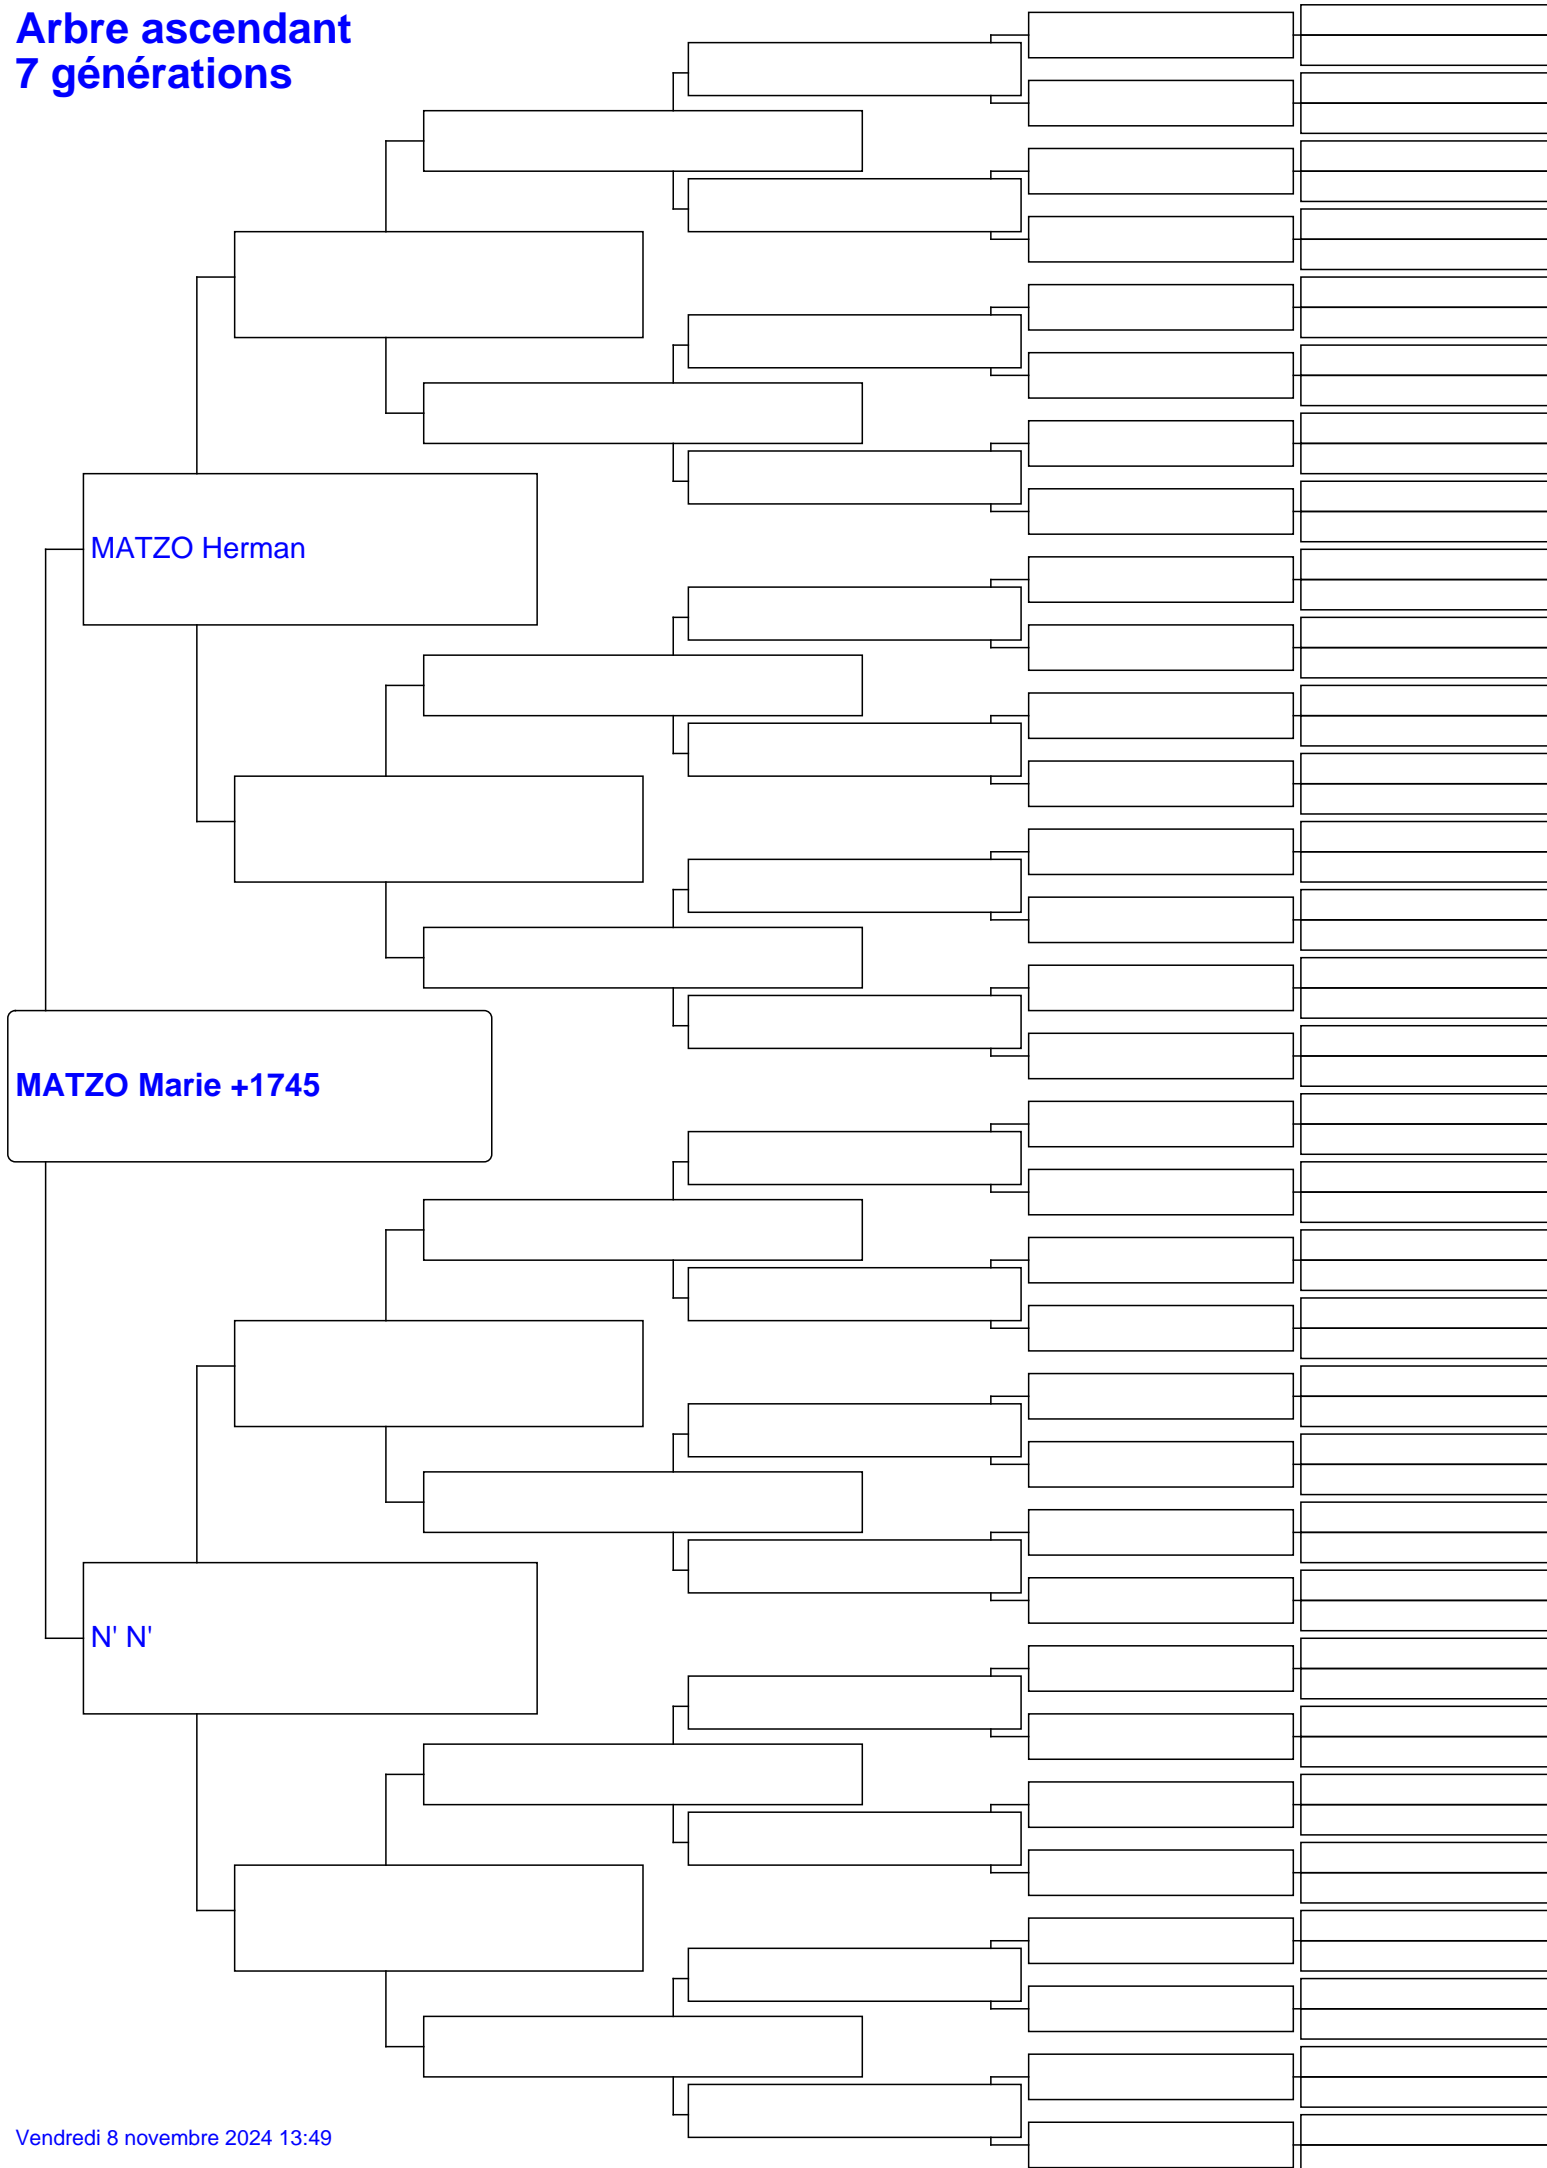 Arbre ascendant
7 générations
MATZO Herman
MATZO Marie +1745
N' N'
Vendredi 8 novembre 2024 13:49